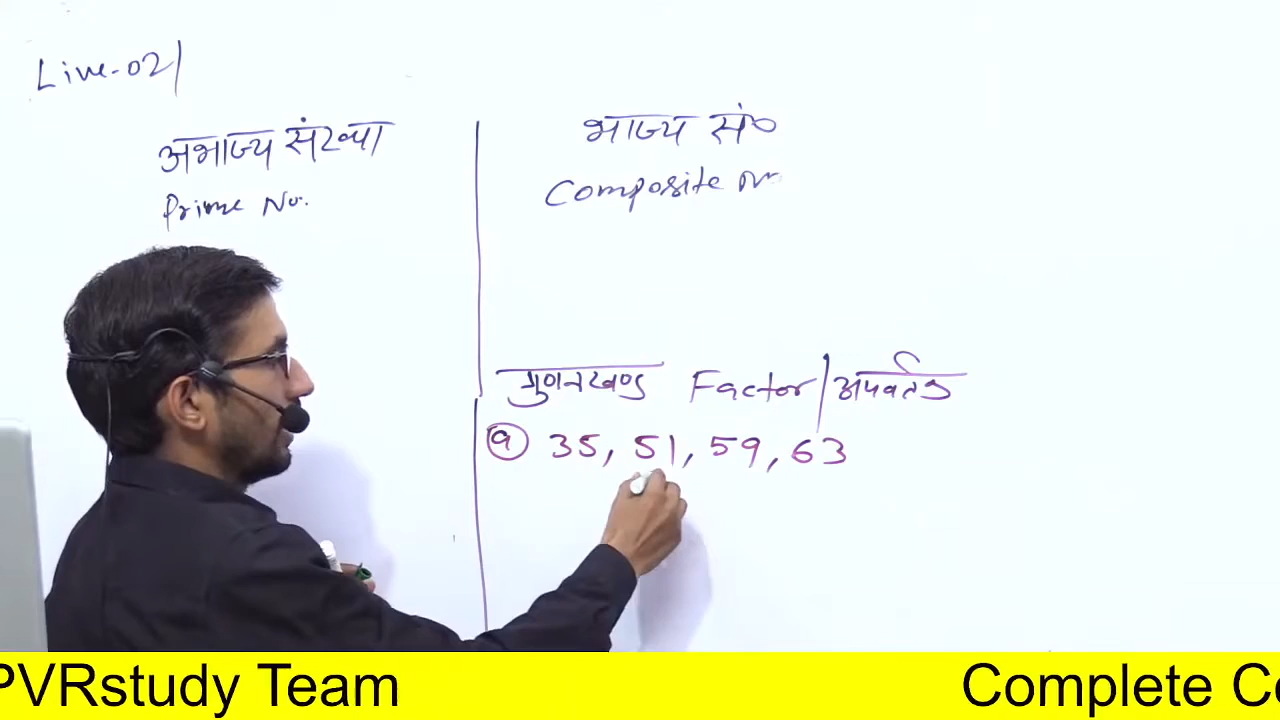 Live-02
अभाज्य संख्या
Prime No.
भाज्य सं०
Composite no
गुणनखण्ड Factor/अपवर्तक
(a) 35, 51, 59, 63
PVRstudy Team
Complete Co